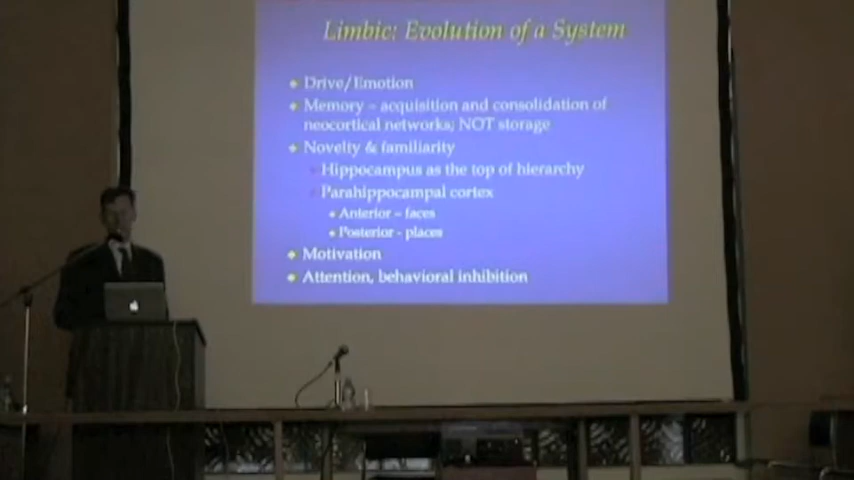 Limbic: Evolution of a System
Drive/Emotion
Memory – acquisition and consolidation of
neocortical networks; NOT storage
Novelty & familiarity
Hippocampus as the top of hierarchy
Parahippocampal cortex
Anterior – faces
Posterior - places
Motivation
Attention, behavioral inhibition